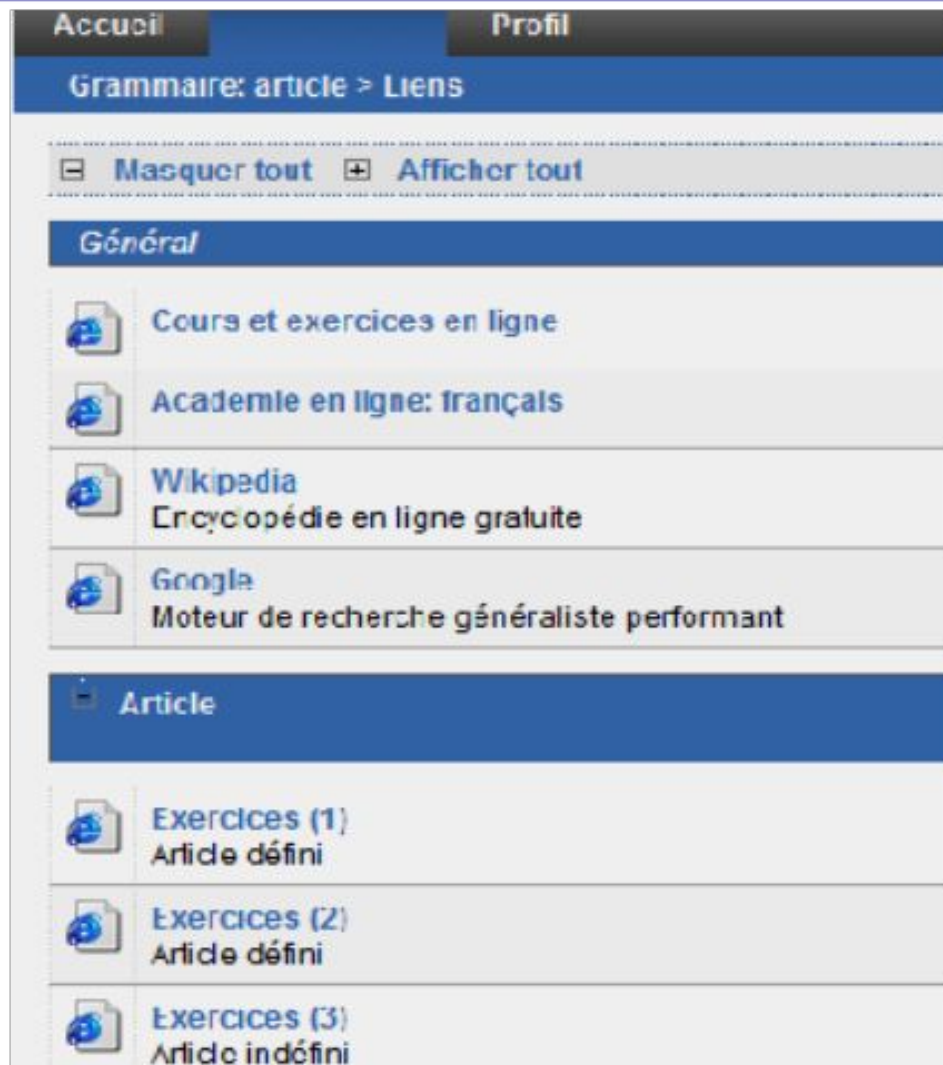 Accueil Profil
Grammaire: article > Liens
Masquer tout Afficher tout
Général
Cours et exercices en ligne
Academie en ligne: français
Wikipedia
Encyclopédie en ligne gratuite
Google
Moteur de recherche généraliste performant
Article
Exercices (1)
Article défini
Exercices (2)
Article défini
Exercices (3)
Article indéfini